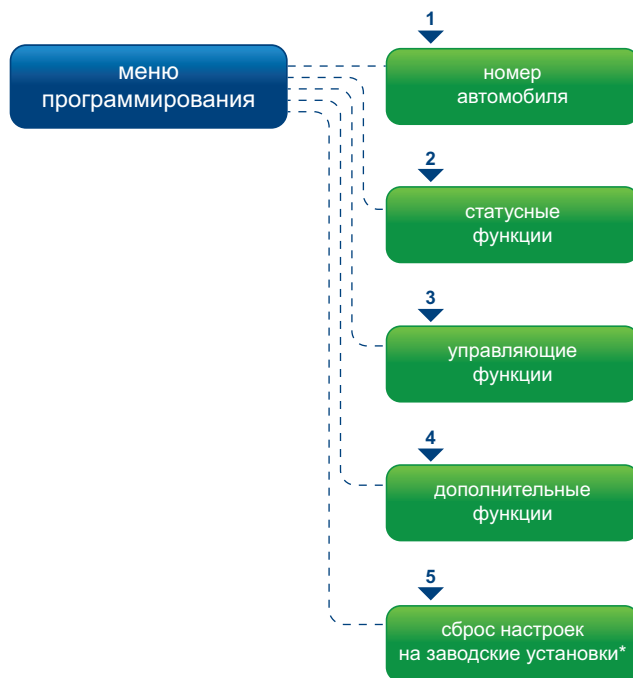 меню
программирования
1
номер
автомобиля
2
статусные
функции
3
управляющие
функции
4
дополнительные
функции
5
сброс настроек
на заводские установки*